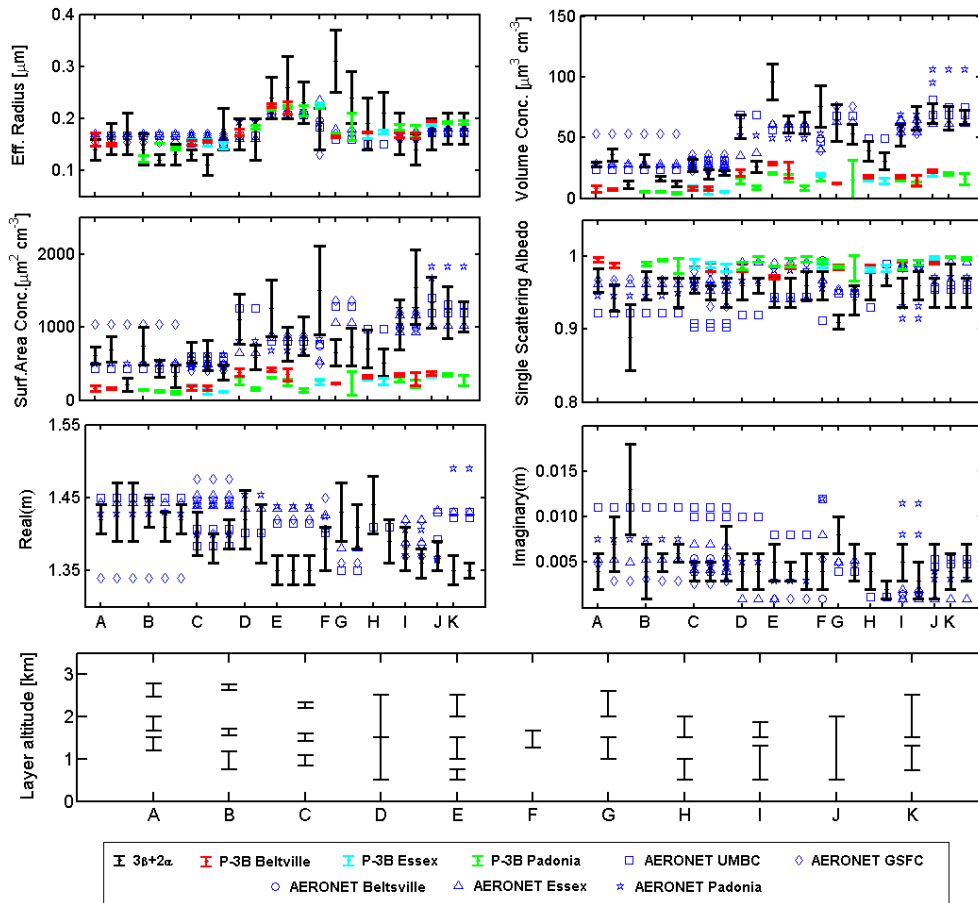 0.4
0.3
0.2
0.1
Eff. Radius [μm]
150
100
50
0
Volume Conc. [μm³ cm⁻³)
2000
1000
0
Surf.Area Conc.[μm² cm⁻³)
1
0.9
0.8
Single Scattering Albedo
1.55
1.45
1.35
Real(m)
A B C D E F G H I J K
0.015
0.010
0.005
Imaginary(m)
A B C D E F G H I J K
3
2
1
0
Layer altitude [km]
A B C D E F G H I J K
3β+2α P-3B Beltville P-3B Essex P-3B Padonia AERONET UMBC AERONET GSFC
AERONET Beltsville AERONET Essex AERONET Padonia